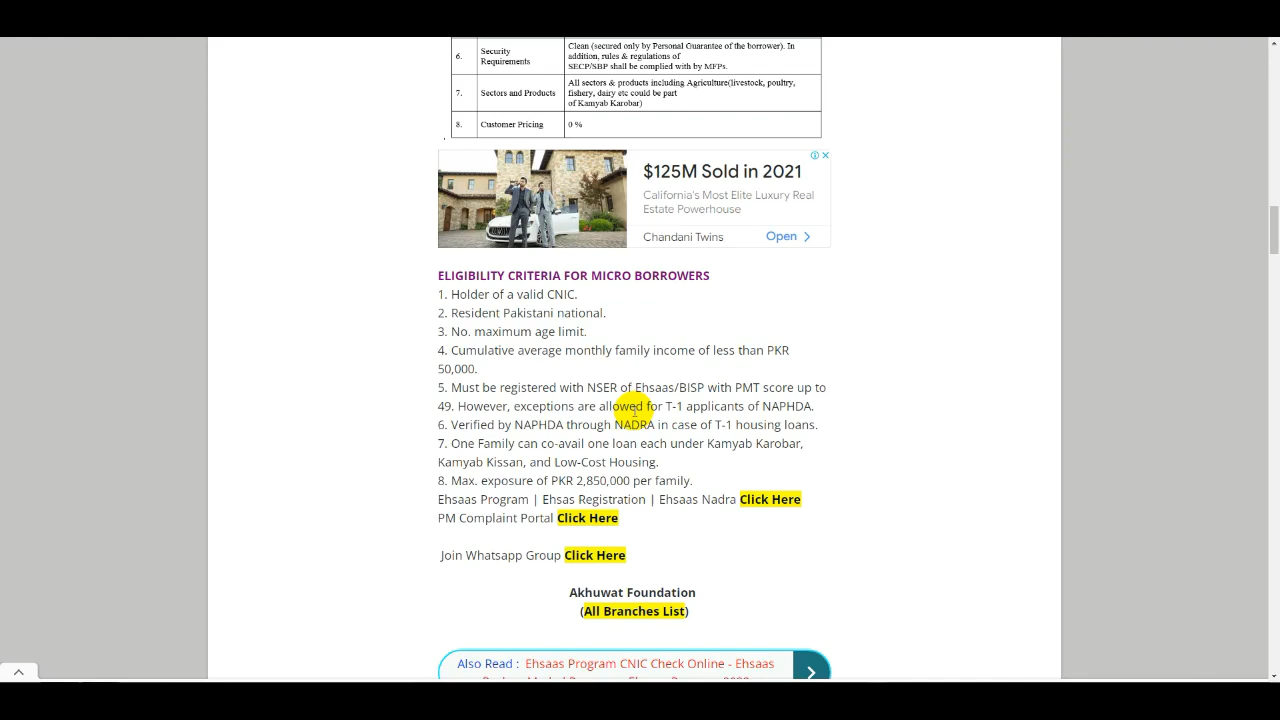 6. Security Requirements Clean (secured only by Personal Guarantee of the borrower). In addition, rules & regulations of SECP/SBP shall be complied with by MFPs.
7. Sectors and Products All sectors & products including Agriculture(livestock, poultry, fishery, dairy etc could be part of Kamyab Karobar)
8. Customer Pricing 0 %
$125M Sold in 2021
California's Most Elite Luxury Real
Estate Powerhouse
Chandani Twins Open
ELIGIBILITY CRITERIA FOR MICRO BORROWERS
1. Holder of a valid CNIC.
2. Resident Pakistani national.
3. No. maximum age limit.
4. Cumulative average monthly family income of less than PKR
50,000.
5. Must be registered with NSER of Ehsaas/BISP with PMT score up to
49. However, exceptions are allowed for T-1 applicants of NAPHDA.
6. Verified by NAPHDA through NADRA in case of T-1 housing loans.
7. One Family can co-avail one loan each under Kamyab Karobar,
Kamyab Kissan, and Low-Cost Housing.
8. Max. exposure of PKR 2,850,000 per family.
Ehsaas Program | Ehsas Registration | Ehsaas Nadra Click Here
PM Complaint Portal Click Here
Join Whatsapp Group Click Here
Akhuwat Foundation
(All Branches List)
Also Read : Ehsaas Program CNIC Check Online - Ehsaas